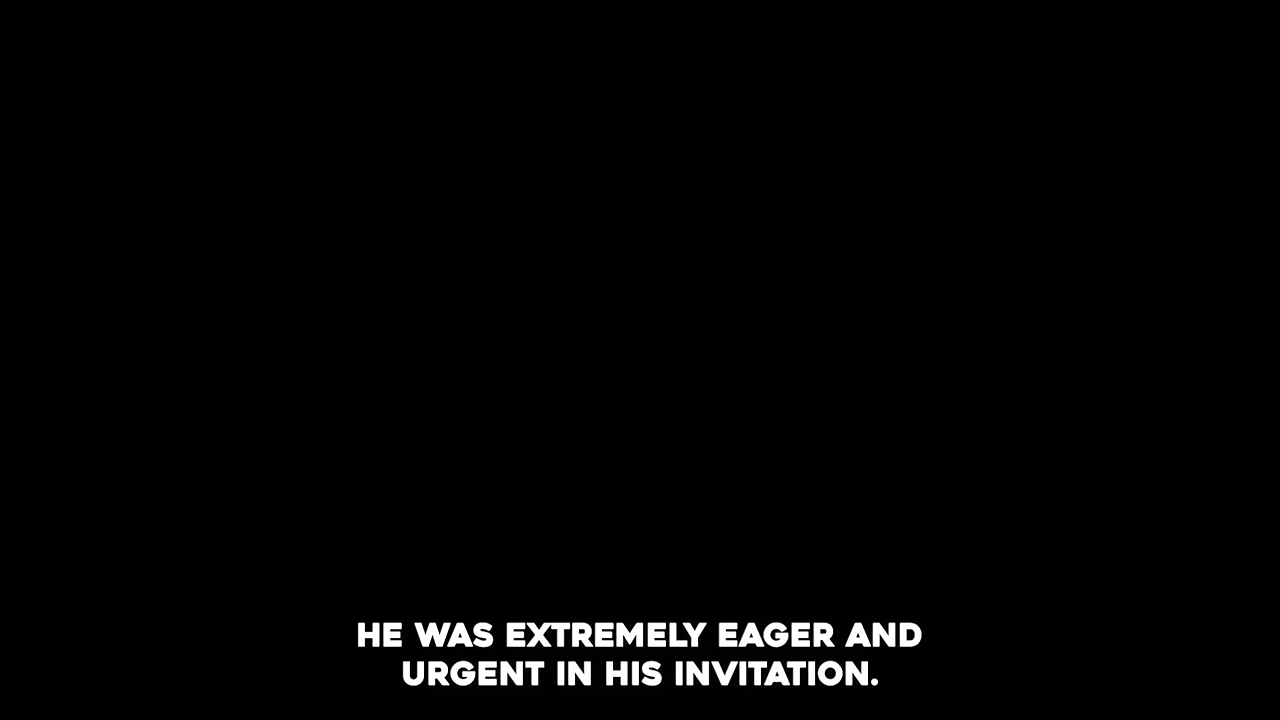 HE WAS EXTREMELY EAGER AND
URGENT IN HIS INVITATION.